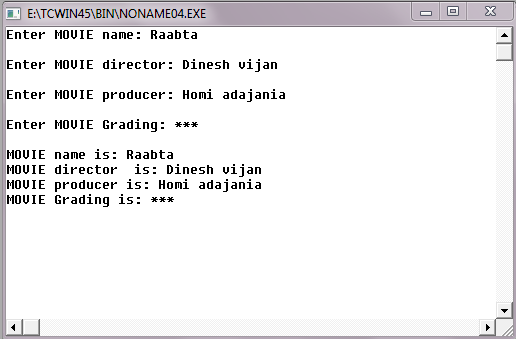 E:\TCWIN45\BIN\NONAME04.EXE
Enter MOVIE name: Raabta
Enter MOVIE director: Dinesh vijan
Enter MOVIE producer: Homi adajania
Enter MOVIE Grading: ***
MOVIE name is: Raabta
MOVIE director  is: Dinesh vijan
MOVIE producer is: Homi adajania
MOVIE Grading is: ***